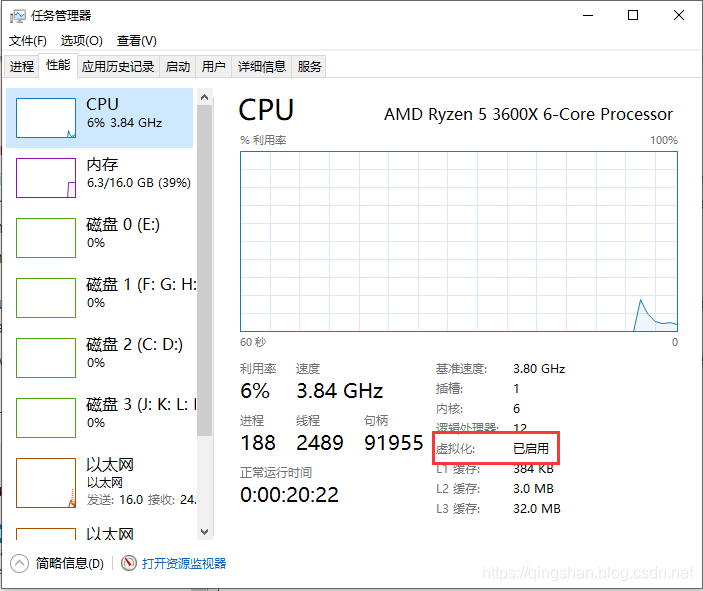 任务管理器
文件(F) 选项(O) 查看(V)
进程 性能 应用历史记录 启动 用户 详细信息 服务
CPU
6% 3.84 GHz
内存
6.3/16.0 GB (39%)
磁盘 0 (E:)
0%
磁盘 1 (F: G: H:
0%
磁盘 2 (C: D:)
0%
磁盘 3 (J: K: L:
0%
以太网
以太网
发送: 16.0 接收: 24.
以太网
CPU AMD Ryzen 5 3600X 6-Core Processor
% 利用率 100%
60 秒 0
利用率 速度
6% 3.84 GHz
进程 线程 句柄
188 2489 91955
正常运行时间
0:00:20:22
基准速度: 3.80 GHz
插槽: 1
内核: 6
逻辑处理器: 12
虚拟化: 已启用
L1 缓存: 384 KB
L2 缓存: 3.0 MB
L3 缓存: 32.0 MB
简略信息(D) 打开资源监视器
https://qingshan.blog.csdn.net